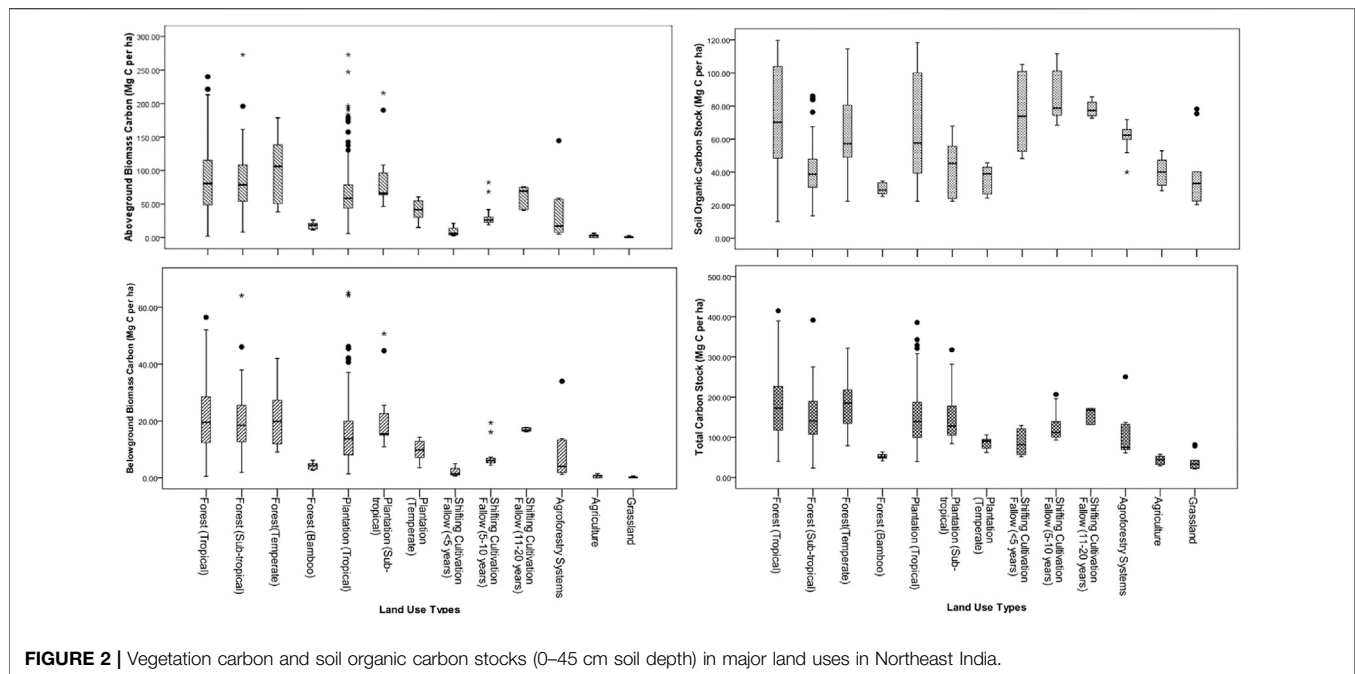 Aboveground Biomass Carbon (Mg C per ha)
300.00
250.00
200.00
150.00
100.00
50.00
0.00
Soil Organic Carbon Stock (Mg C per ha)
120.00
100.00
80.00
60.00
40.00
20.00
0.00
Belowground Biomass Carbon (Mg C per ha)
60.00
40.00
20.00
0.00
Forest (Tropical)
Forest (Sub-tropical)
Forest(Temperate)
Forest (Bamboo)
Plantation (Tropical)
Plantation (Sub-
tropical)
Plantation
(Temperate)
Shifting Cultivation
Fallow (<5 years)
Shifting Cultivation
Fallow (5-10 years)
Shifting Cultivation
Fallow (11-20 years)
Agroforestry Systems
Agriculture
Grassland
Land Use Types
Total Carbon Stock (Mg C per ha)
500.00
400.00
300.00
200.00
100.00
0.00
Forest (Tropical)
Forest (Sub-tropical)
Forest(Temperate)
Forest (Bamboo)
Plantation (Tropical)
Plantation (Sub-
tropical)
Plantation
(Temperate)
Shifting Cultivation
Fallow (<5 years)
Shifting Cultivation
Fallow (5-10 years)
Shifting Cultivation
Fallow (11-20 years)
Agroforestry Systems
Agriculture
Grassland
Land Use Types
FIGURE 2 | Vegetation carbon and soil organic carbon stocks (0–45 cm soil depth) in major land uses in Northeast India.